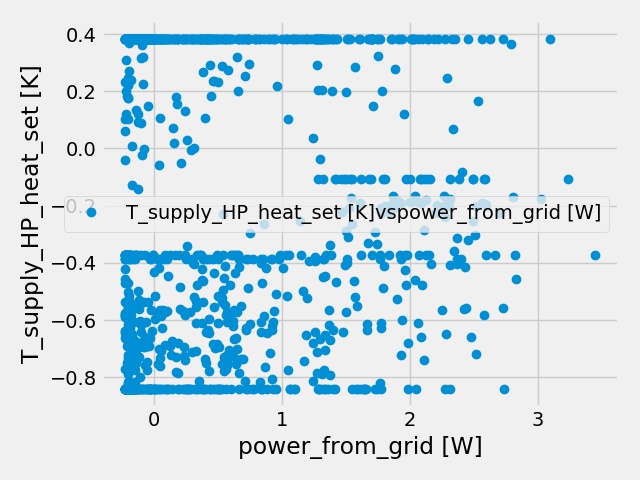 0.4
0.2
0.0
−0.2
−0.4
−0.6
−0.8
T_supply_HP_heat_set [K]
T_supply_HP_heat_set [K]vspower_from_grid [W]
0 1 2 3
power_from_grid [W]